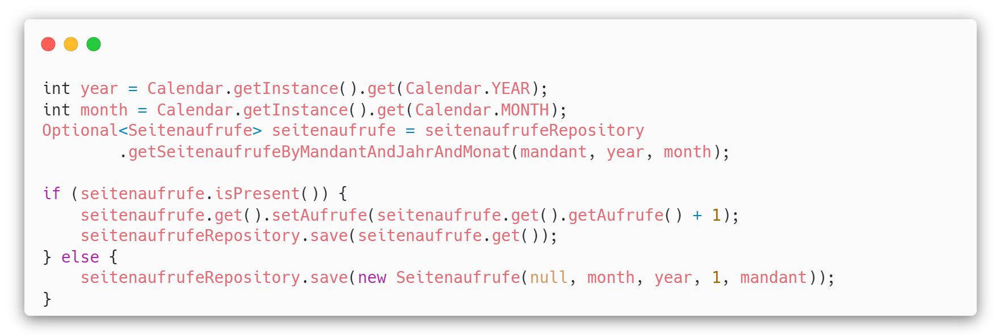 int year = Calendar.getInstance().get(Calendar.YEAR);
int month = Calendar.getInstance().get(Calendar.MONTH);
Optional<Seitenaufrufe> seitenaufrufe = seitenaufrufeRepository
        .getSeitenaufrufeByMandantAndJahrAndMonat(mandant, year, month);

if (seitenaufrufe.isPresent()) {
    seitenaufrufe.get().setAufrufe(seitenaufrufe.get().getAufrufe() + 1);
    seitenaufrufeRepository.save(seitenaufrufe.get());
} else {
    seitenaufrufeRepository.save(new Seitenaufrufe(null, month, year, 1, mandant));
}